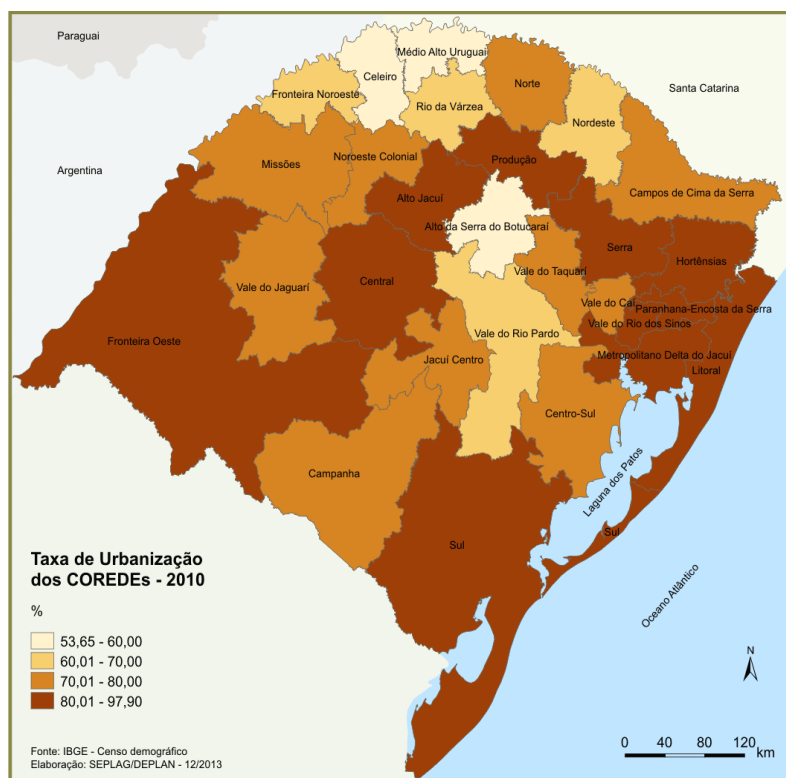 Paraguai
Médio Alto Uruguai
Celeiro
Norte
Santa Catarina
Fronteira Noroeste
Rio da Várzea
Nordeste
Argentina
Missões
Noroeste Colonial
Produção
Campos de Cima da Serra
Alto Jacuí
Alto da Serra do Botucaraí
Serra
Hortênsias
Vale do Taquari
Central
Vale do Jaguari
Vale do Caí
Paranhana-Encosta da Serra
Vale do Rio dos Sinos
Vale do Rio Pardo
Fronteira Oeste
Metropolitano Delta do Jacuí
Jacuí Centro
Litoral
Centro-Sul
Campanha
Laguna dos Patos
Sul
Sul
Oceano Atlântico
Taxa de Urbanização
dos COREDEs - 2010
%
53,65 - 60,00
60,01 - 70,00
70,01 - 80,00
80,01 - 97,90
N
0 40 80 120
km
Fonte: IBGE - Censo demográfico
Elaboração: SEPLAG/DEPLAN - 12/2013